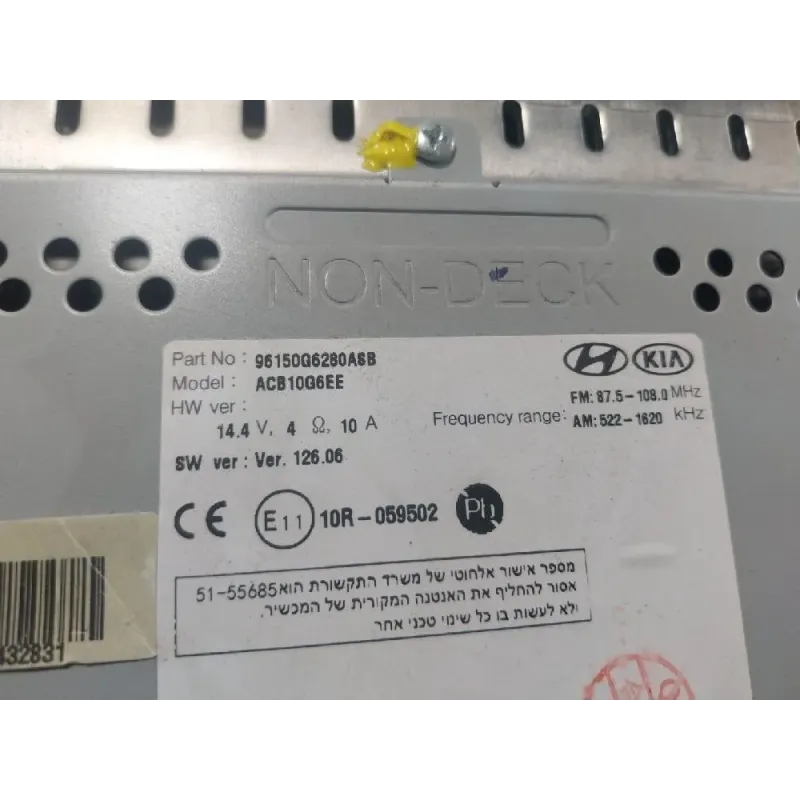 NON-DECK
Part No : 96150G6280ASB
Model : ACB10G6EE
HW ver :
14.4 V, 4 Ω, 10 A
SW ver : Ver. 126.06
KIA
FM: 87.5-108.0 MHz
Frequency range: AM: 522-1620 kHz
CE E11 10R-059502 Pb
מספר אישור אלחוטי של משרד התקשורת הוא 51-55685
אסור להחליף את האנטנה המקורית של המכשיר.
ולא לעשות בו כל שינוי טכני אחר
432831